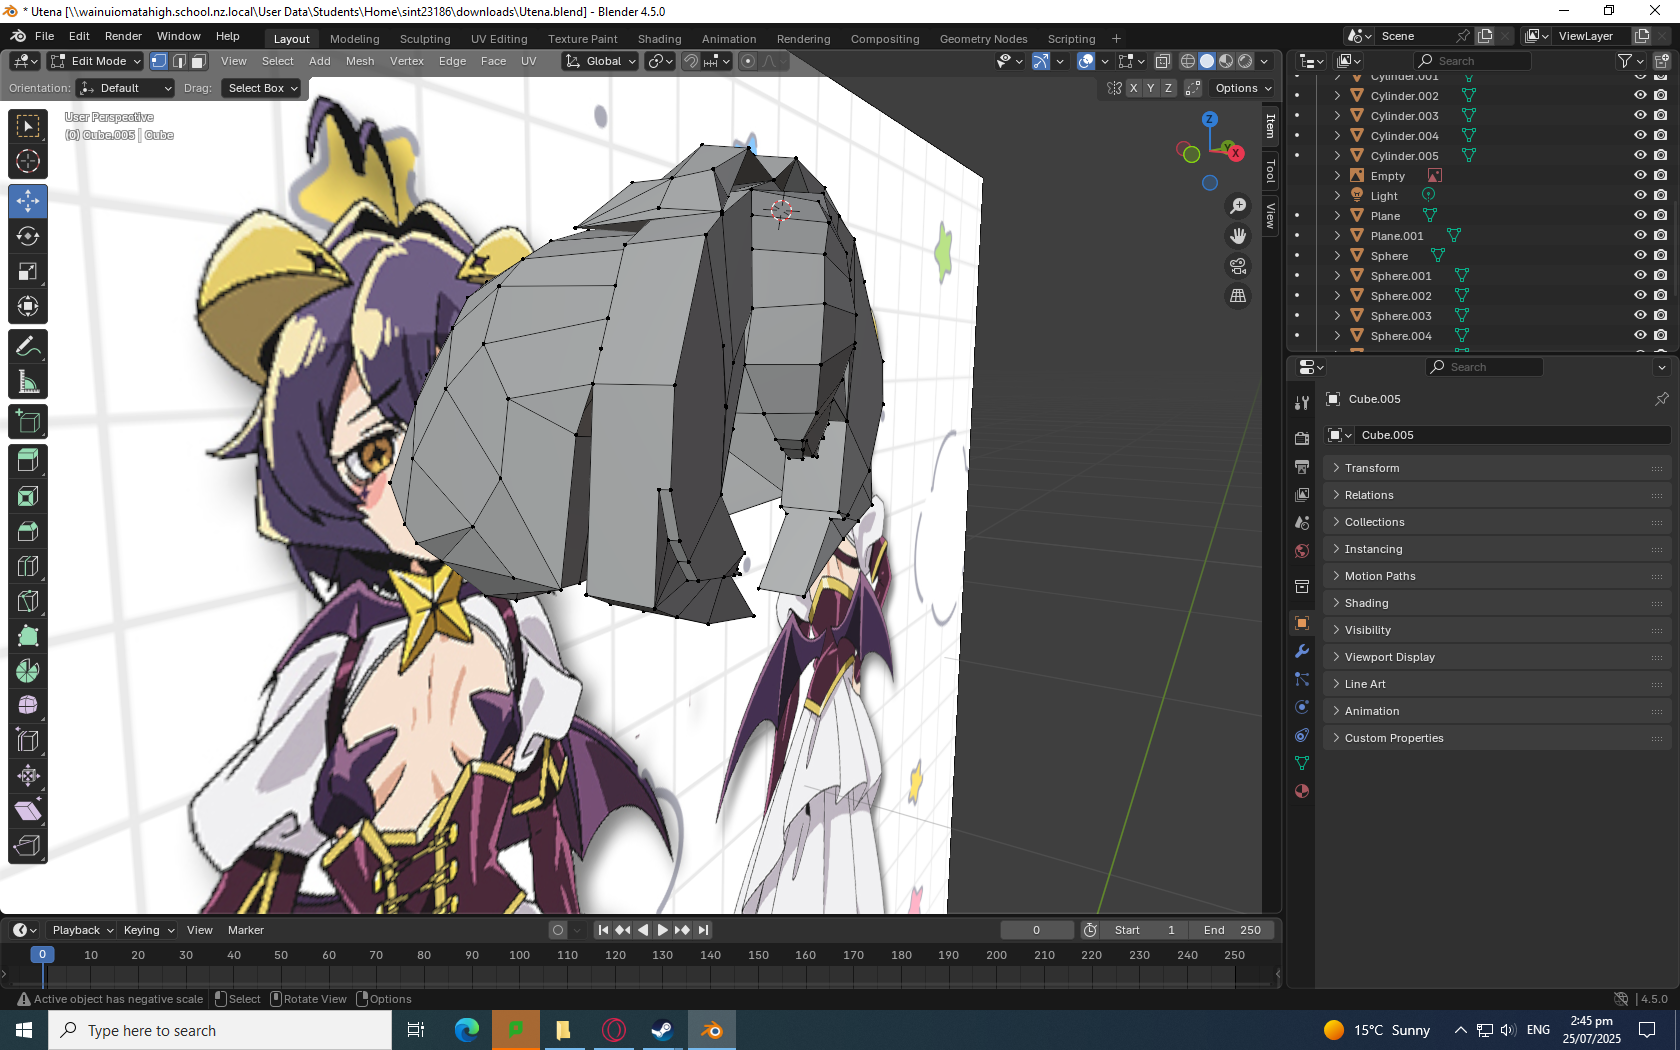 * Utena [\\wainuiomatahigh.school.nz.local\User Data\Students\Home\sint23186\downloads\Utena.blend] - Blender 4.5.0
File Edit Render Window Help Layout Modeling Sculpting UV Editing Texture Paint Shading Animation Rendering Compositing Geometry Nodes Scripting + Scene ViewLayer
Edit Mode View Select Add Mesh Vertex Edge Face UV Global Search
Orientation: Default Drag: Select Box X Y Z Options
User Perspective
(0) Cube.005 | Cube
Z
Y
X
Item
Tool
View
Cylinder.001
Cylinder.002
Cylinder.003
Cylinder.004
Cylinder.005
Empty
Light
Plane
Plane.001
Sphere
Sphere.001
Sphere.002
Sphere.003
Sphere.004
Search
Cube.005
Cube.005
Transform
Relations
Collections
Instancing
Motion Paths
Shading
Visibility
Viewport Display
Line Art
Animation
Custom Properties
Playback Keying View Marker 0 Start 1 End 250
0 10 20 30 40 50 60 70 80 90 100 110 120 130 140 150 160 170 180 190 200 210 220 230 240 250
Active object has negative scale Select Rotate View Options 4.5.0
Type here to search 15°C Sunny ENG 2:45 pm
25/07/2025